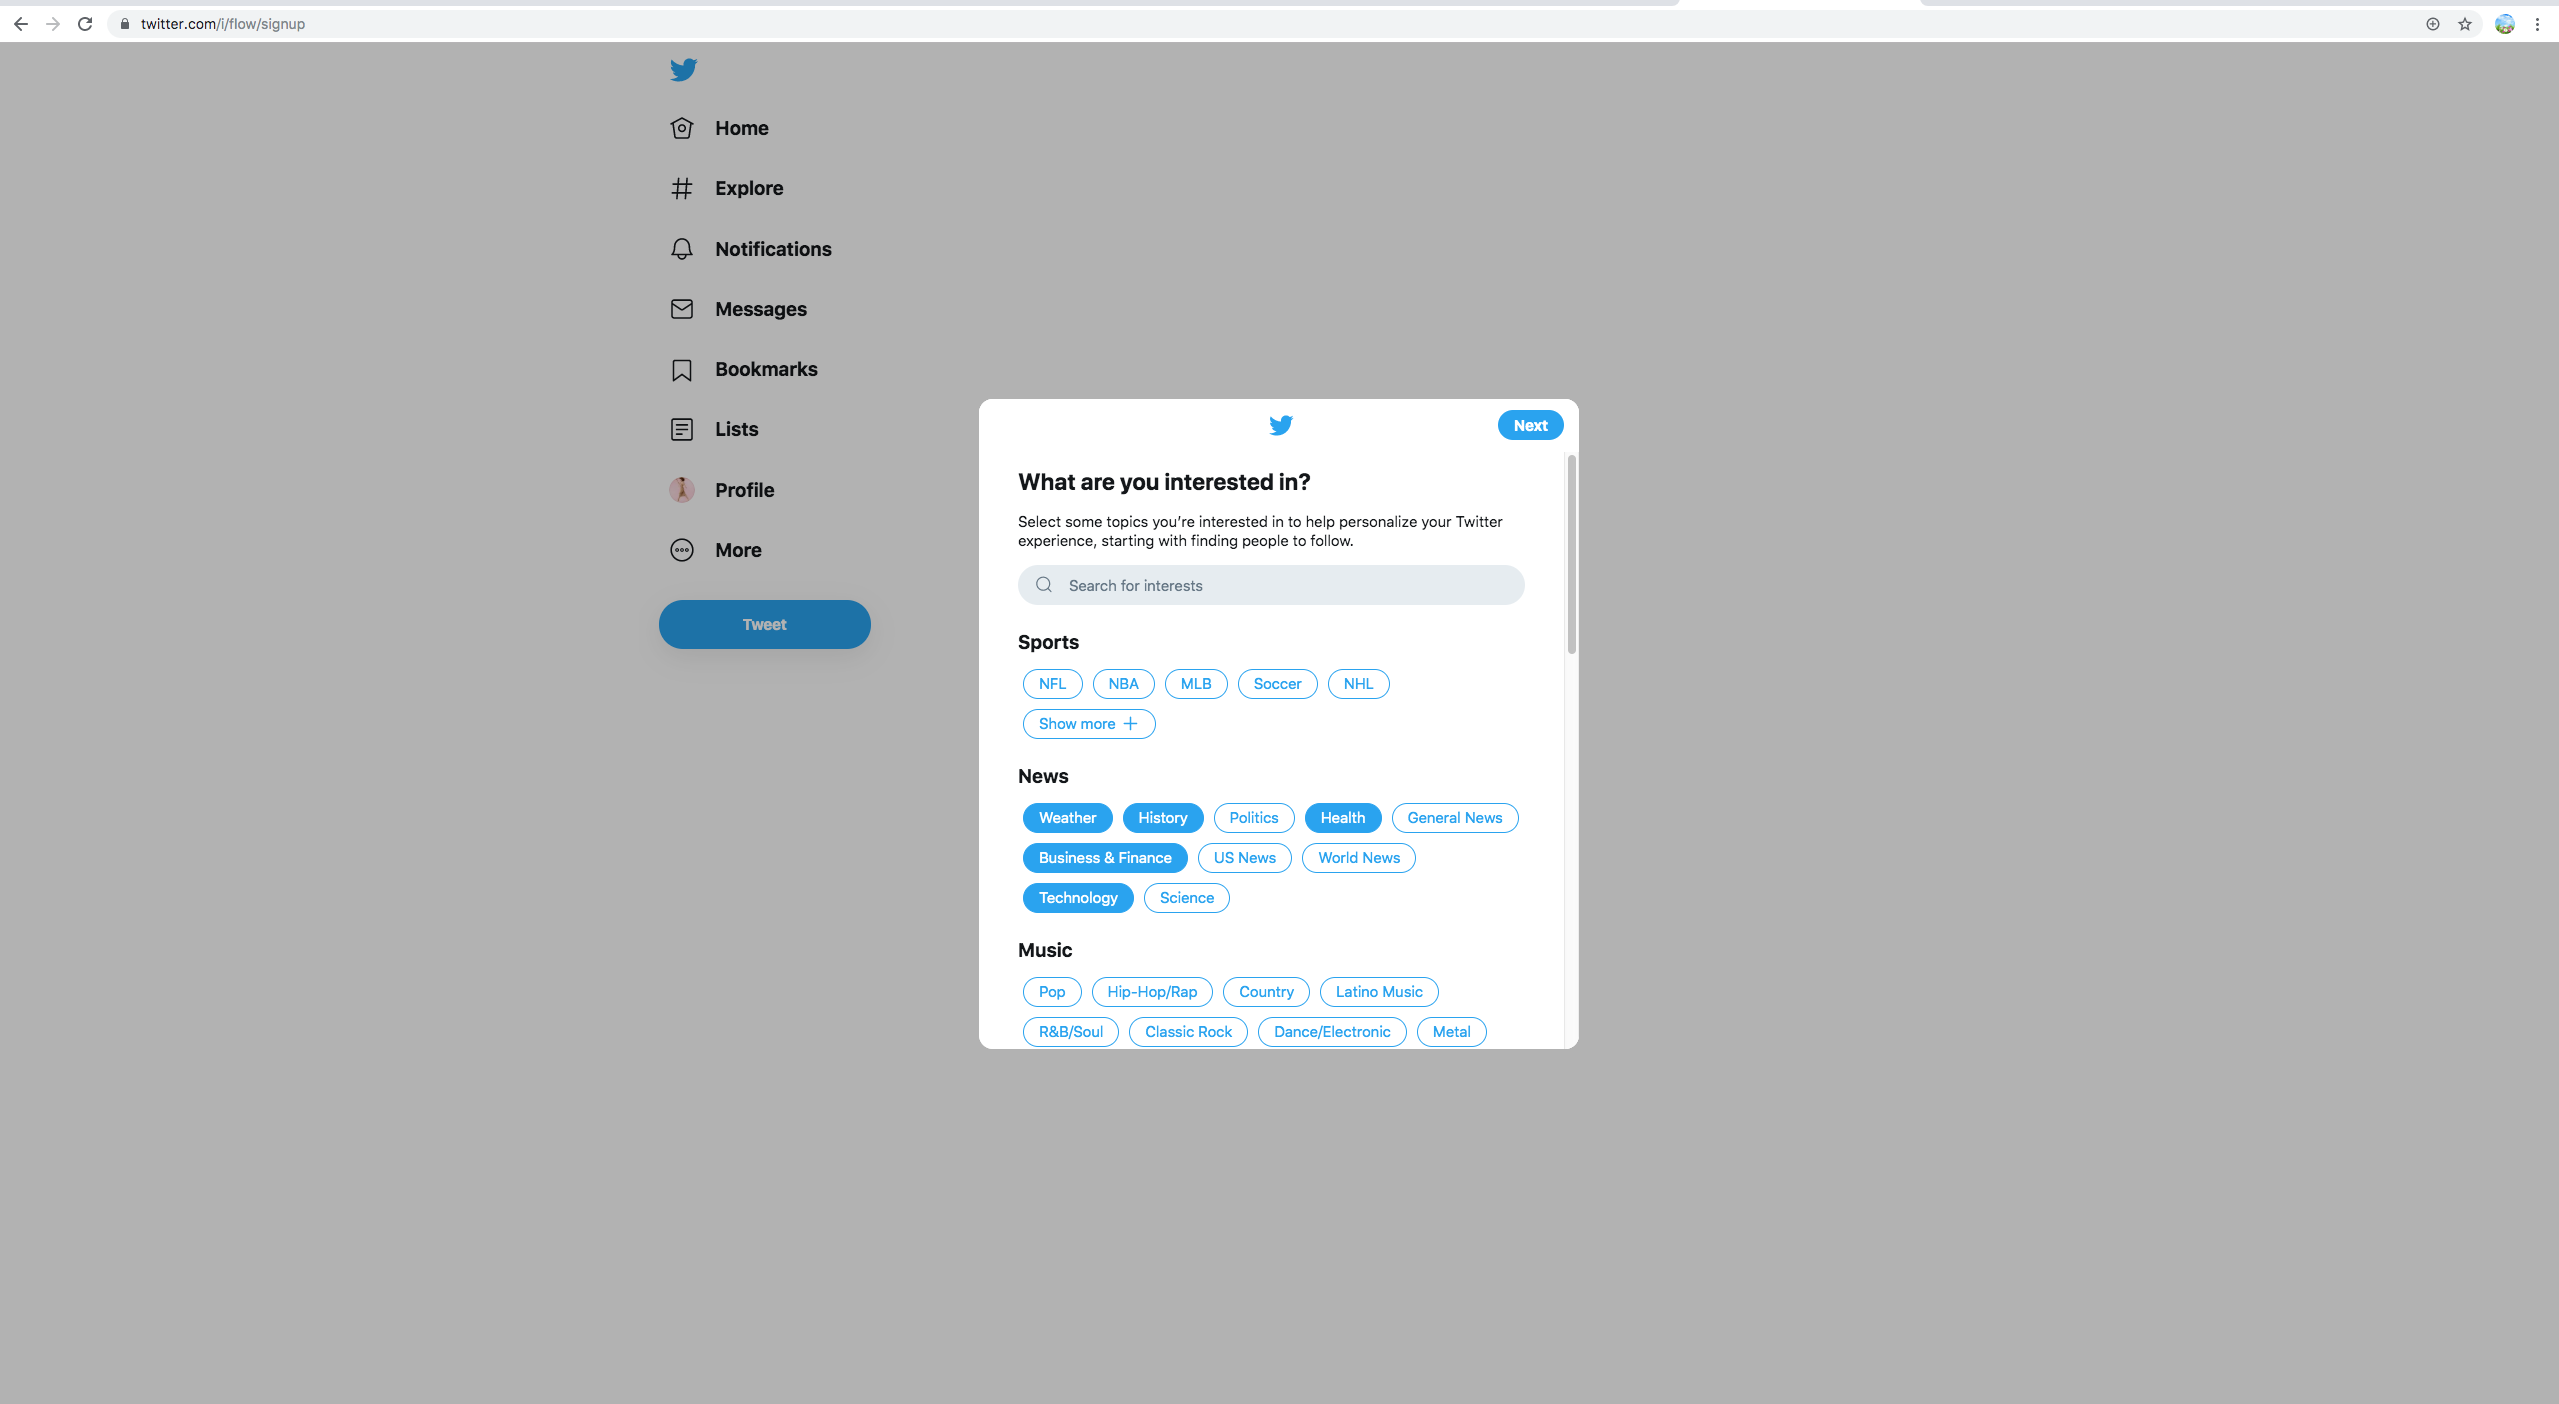 twitter.com/i/flow/signup
Home
Explore
Notifications
Messages
Bookmarks
Lists
Profile
More
Tweet
Next
What are you interested in?
Select some topics you’re interested in to help personalize your Twitter
experience, starting with finding people to follow.
Search for interests
Sports
NFL NBA MLB Soccer NHL
Show more
News
Weather History Politics Health General News
Business & Finance US News World News
Technology Science
Music
Pop Hip-Hop/Rap Country Latino Music
R&B/Soul Classic Rock Dance/Electronic Metal